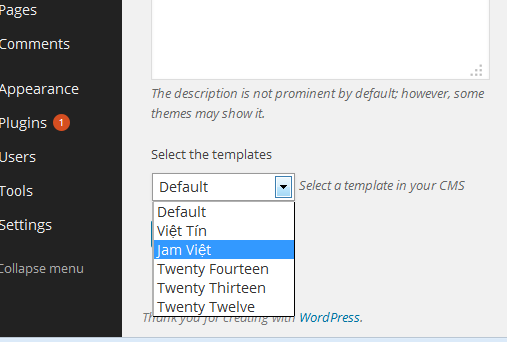 Pages
Comments
Appearance
Plugins 1
Users
Tools
Settings
Collapse menu
The description is not prominent by default; however, some
themes may show it.
Select the templates
Default Select a template in your CMS
Default
Việt Tín
Jam Việt
Twenty Fourteen
Twenty Thirteen
Twenty Twelve
Thank you for creating with WordPress.